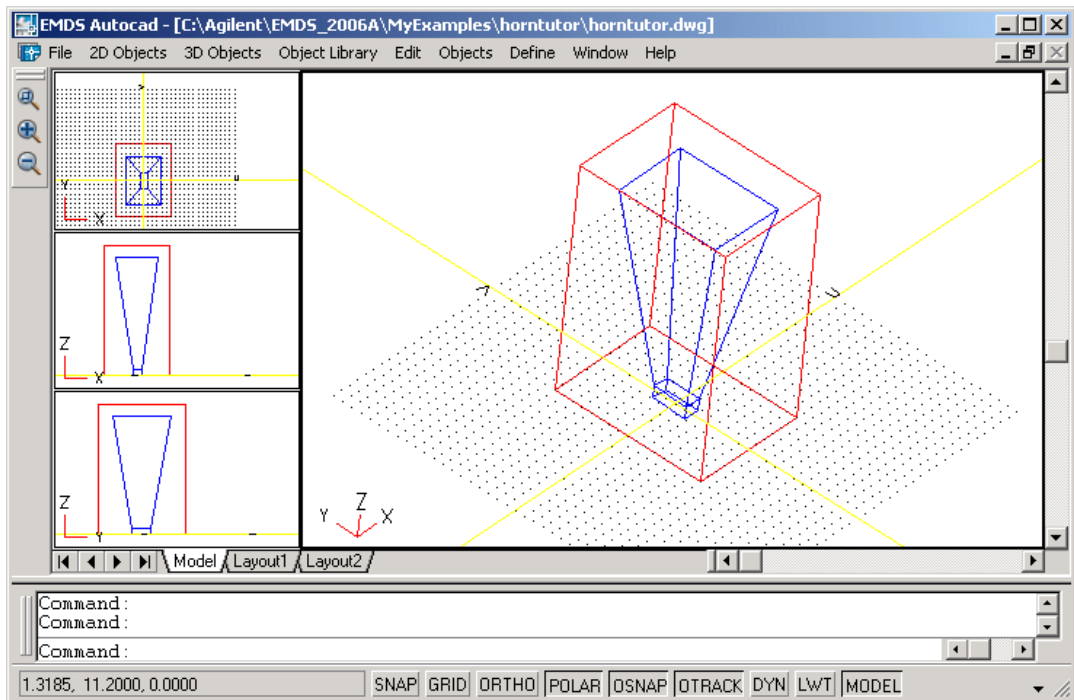 EMDS Autocad - [C:\Agilent\EMDS_2006A\MyExamples\horntutor\horntutor.dwg]
File 2D Objects 3D Objects Object Library Edit Objects Define Window Help
Y X
Z X
Z Y
Y Z X
Model Layout1 Layout2
Command:
Command:
Command:
1.3185, 11.2000, 0.0000 SNAP GRID ORTHO POLAR OSNAP OTRACK DYN LWT MODEL